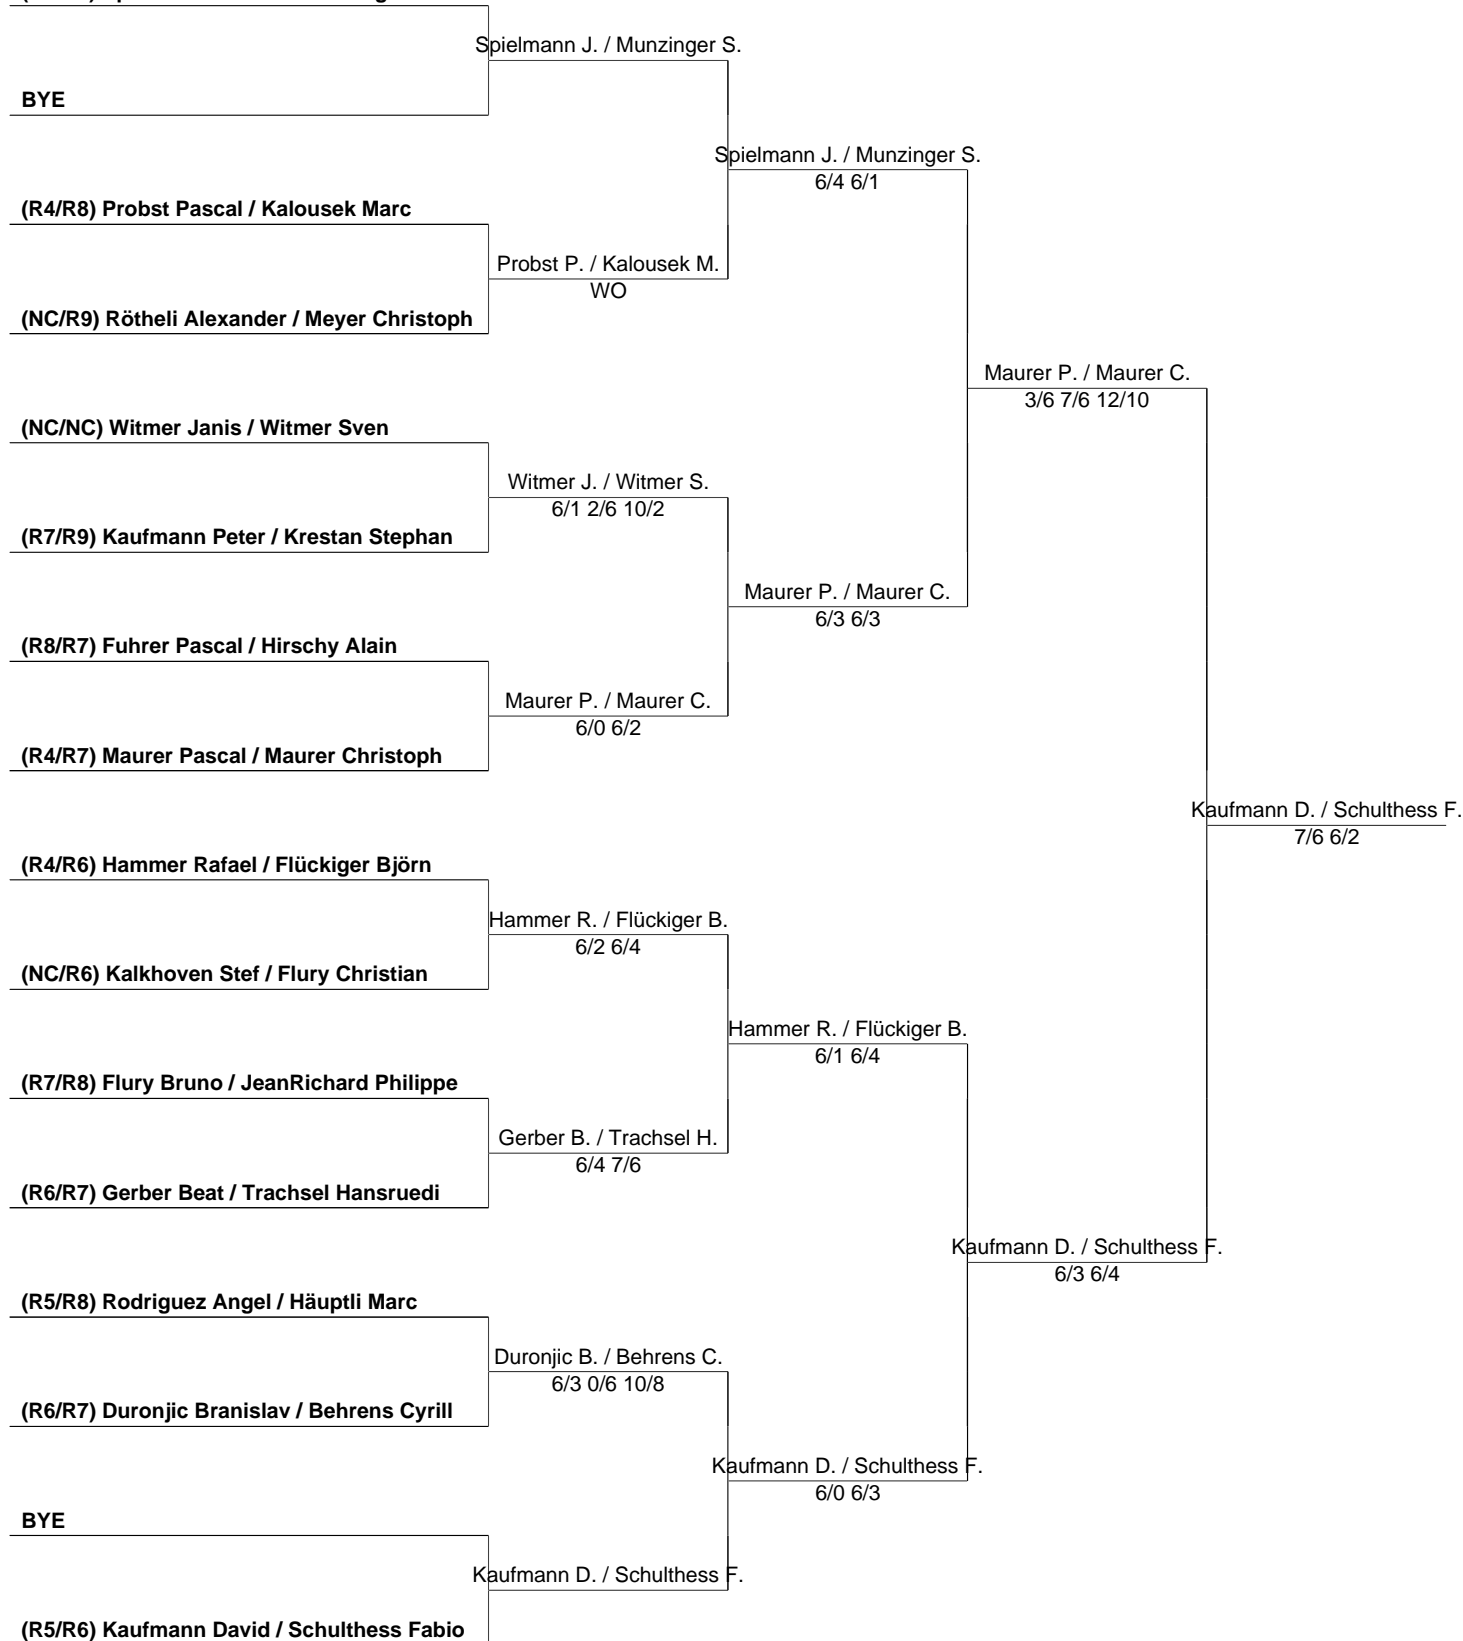 Spielmann J. / Munzinger S.
BYE
Spielmann J. / Munzinger S.
6/4 6/1
(R4/R8) Probst Pascal / Kalousek Marc
Probst P. / Kalousek M.
WO
(NC/R9) Rötheli Alexander / Meyer Christoph
Maurer P. / Maurer C.
3/6 7/6 12/10
(NC/NC) Witmer Janis / Witmer Sven
Witmer J. / Witmer S.
6/1 2/6 10/2
(R7/R9) Kaufmann Peter / Krestan Stephan
Maurer P. / Maurer C.
6/3 6/3
(R8/R7) Fuhrer Pascal / Hirschy Alain
Maurer P. / Maurer C.
6/0 6/2
(R4/R7) Maurer Pascal / Maurer Christoph
Kaufmann D. / Schulthess F.
7/6 6/2
(R4/R6) Hammer Rafael / Flückiger Björn
Hammer R. / Flückiger B.
6/2 6/4
(NC/R6) Kalkhoven Stef / Flury Christian
Hammer R. / Flückiger B.
6/1 6/4
(R7/R8) Flury Bruno / JeanRichard Philippe
Gerber B. / Trachsel H.
6/4 7/6
(R6/R7) Gerber Beat / Trachsel Hansruedi
Kaufmann D. / Schulthess F.
6/3 6/4
(R5/R8) Rodriguez Angel / Häuptli Marc
Duronjic B. / Behrens C.
6/3 0/6 10/8
(R6/R7) Duronjic Branislav / Behrens Cyrill
Kaufmann D. / Schulthess F.
6/0 6/3
BYE
Kaufmann D. / Schulthess F.
(R5/R6) Kaufmann David / Schulthess Fabio